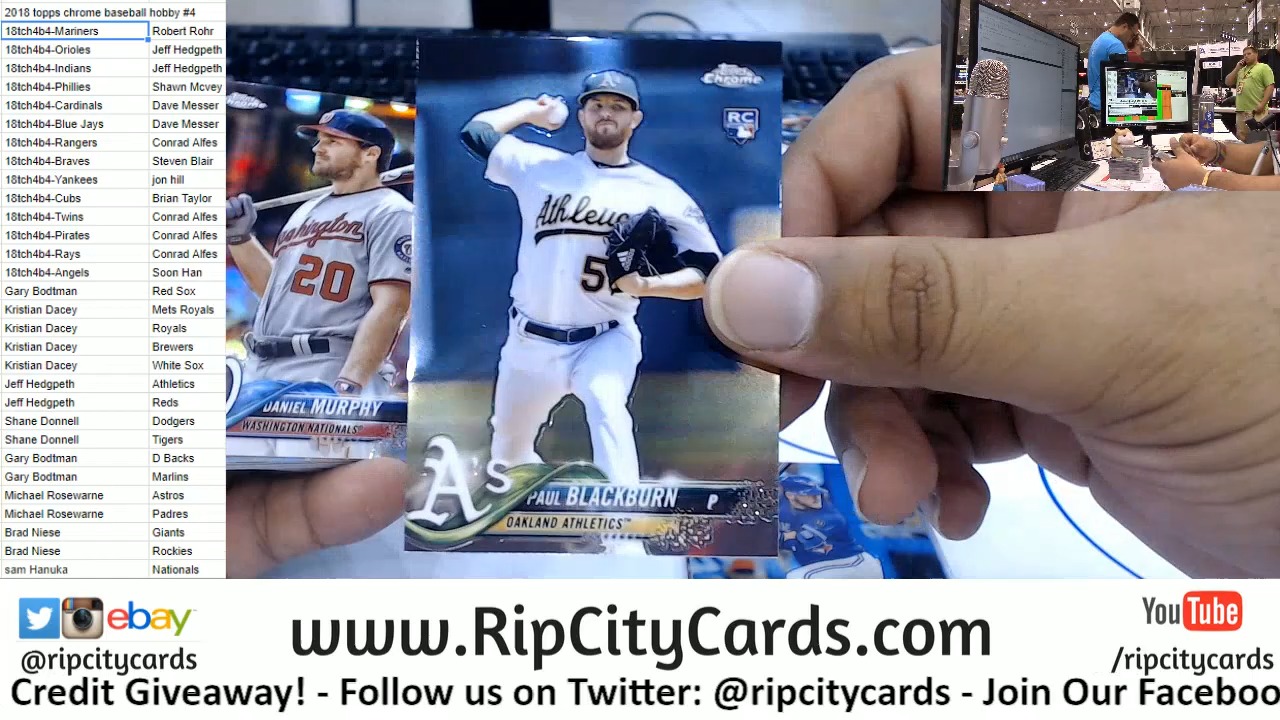 2018 topps chrome baseball hobby #4
18tch4b4-Mariners Robert Rohr
18tch4b4-Orioles Jeff Hedgpeth
18tch4b4-Indians Jeff Hedgpeth
18tch4b4-Phillies Shawn Mcvey
18tch4b4-Cardinals Dave Messer
18tch4b4-Blue Jays Dave Messer
18tch4b4-Rangers Conrad Alfes
18tch4b4-Braves Steven Blair
18tch4b4-Yankees jon hill
18tch4b4-Cubs Brian Taylor
18tch4b4-Twins Conrad Alfes
18tch4b4-Pirates Conrad Alfes
18tch4b4-Rays Conrad Alfes
18tch4b4-Angels Soon Han
Gary Bodtman Red Sox
Kristian Dacey Mets Royals
Kristian Dacey Royals
Kristian Dacey Brewers
Kristian Dacey White Sox
Jeff Hedgpeth Athletics
Jeff Hedgpeth Reds
Shane Donnell Dodgers
Shane Donnell Tigers
Gary Bodtman D Backs
Gary Bodtman Marlins
Michael Rosewarne Astros
Michael Rosewarne Padres
Brad Niese Giants
Brad Niese Rockies
sam Hanuka Nationals
Chrome
Washington
20
DANIEL MURPHY
WASHINGTON NATIONALS™
Topps Chrome
RC
A's
Athletic
5
A's
PAUL BLACKBURN P
OAKLAND ATHLETICS™
ebay
@ripcitycards
www.RipCityCards.com
YouTube
/ripcitycards
Credit Giveaway! - Follow us on Twitter: @ripcitycards - Join Our Faceboo